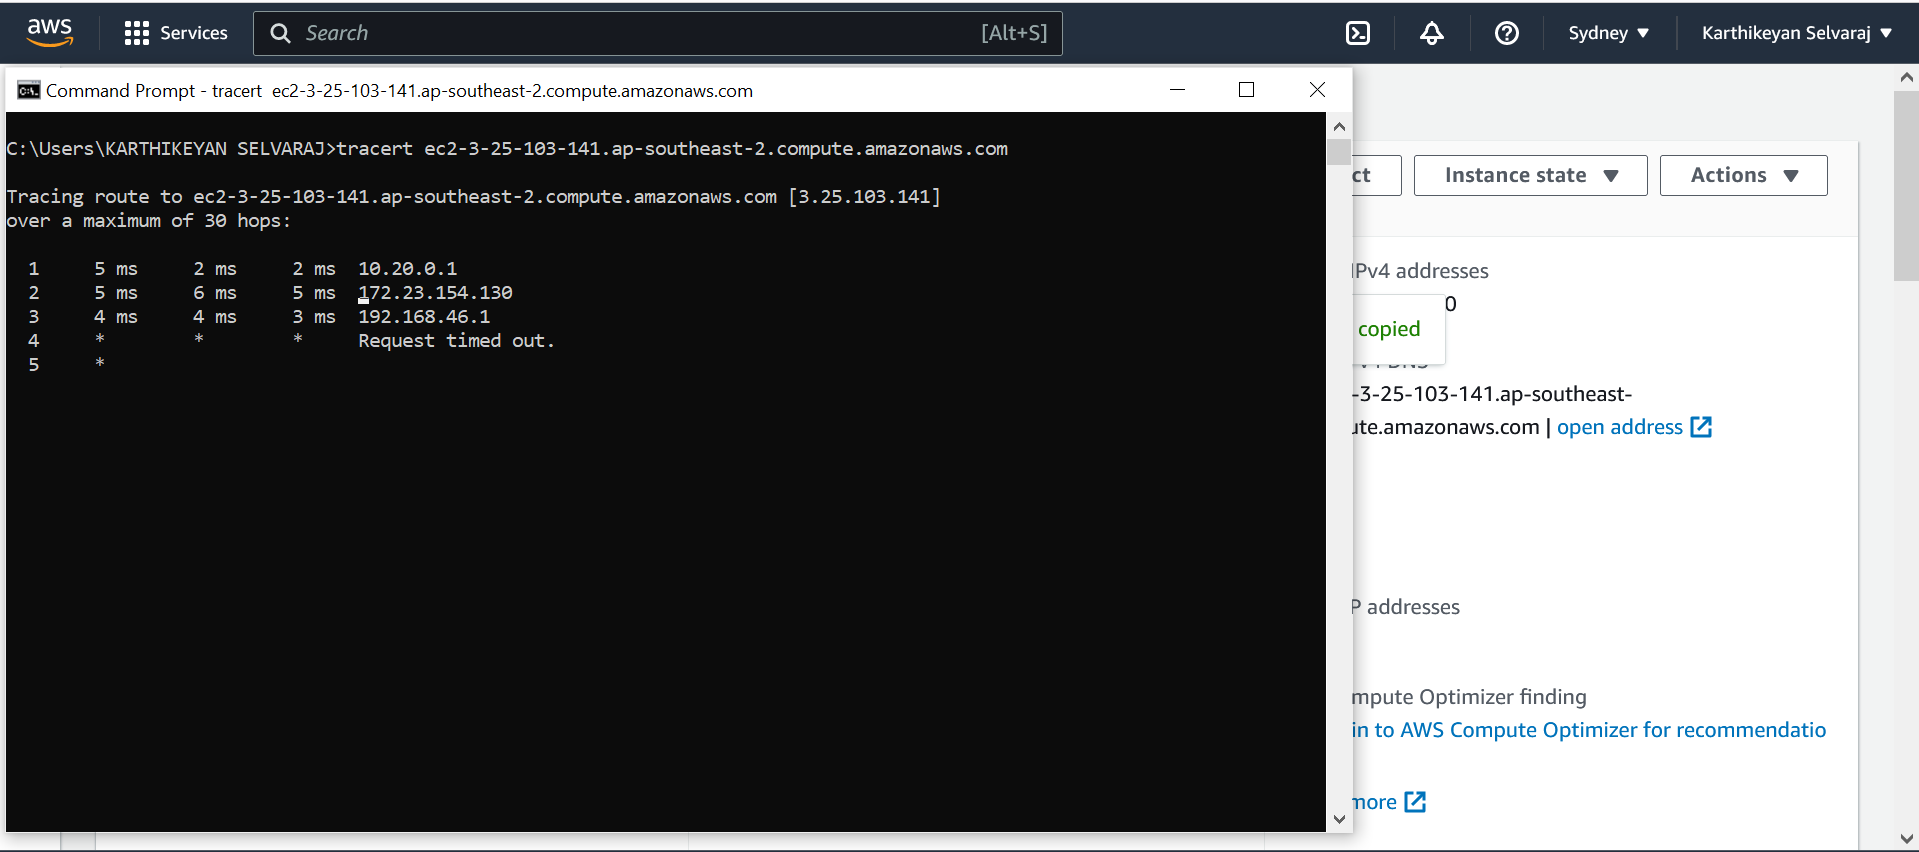 aws Services Search [Alt+S] Sydney Karthikeyan Selvaraj
Command Prompt - tracert ec2-3-25-103-141.ap-southeast-2.compute.amazonaws.com
C:\Users\KARTHIKEYAN SELVARAJ>tracert ec2-3-25-103-141.ap-southeast-2.compute.amazonaws.com
Tracing route to ec2-3-25-103-141.ap-southeast-2.compute.amazonaws.com [3.25.103.141]
over a maximum of 30 hops:
1 5 ms 2 ms 2 ms 10.20.0.1
2 5 ms 6 ms 5 ms 172.23.154.130
3 4 ms 4 ms 3 ms 192.168.46.1
4 * * * Request timed out.
5 *
ct Instance state Actions
IPv4 addresses
0
copied
DNS
-3-25-103-141.ap-southeast-
ute.amazonaws.com | open address
P addresses
mpute Optimizer finding
in to AWS Compute Optimizer for recommendatio
more